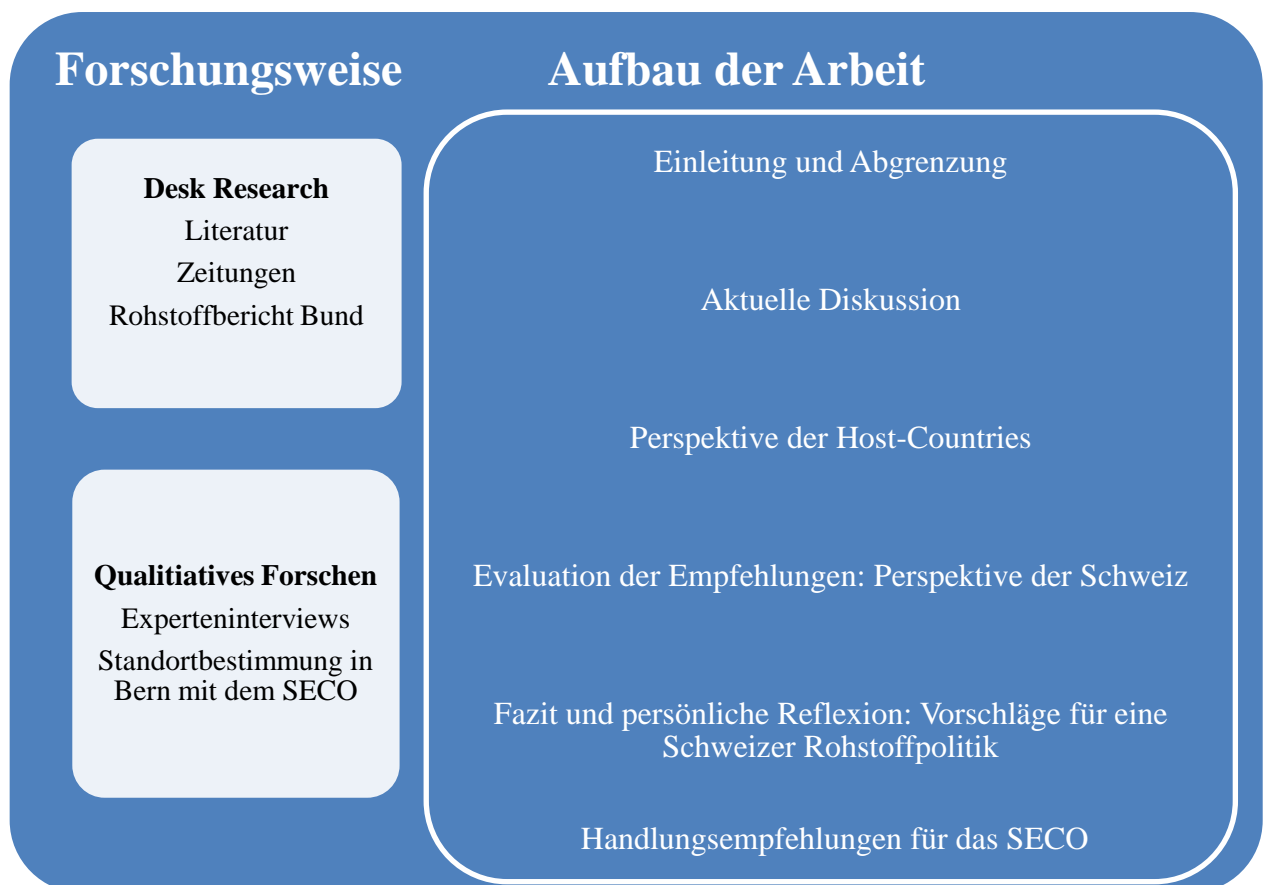 Forschungsweise
Aufbau der Arbeit
Desk Research
Literatur
Zeitungen
Rohstoffbericht Bund
Qualitiatives Forschen
Experteninterviews
Standortbestimmung in
Bern mit dem SECO
Einleitung und Abgrenzung
Aktuelle Diskussion
Perspektive der Host-Countries
Evaluation der Empfehlungen: Perspektive der Schweiz
Fazit und persönliche Reflexion: Vorschläge für eine
Schweizer Rohstoffpolitik
Handlungsempfehlungen für das SECO